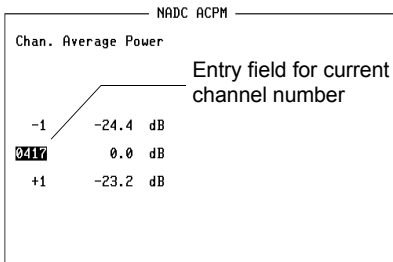 NADC ACPM
Chan. Average Power
Entry field for current
channel number
-1 -24.4 dB
0417 0.0 dB
+1 -23.2 dB